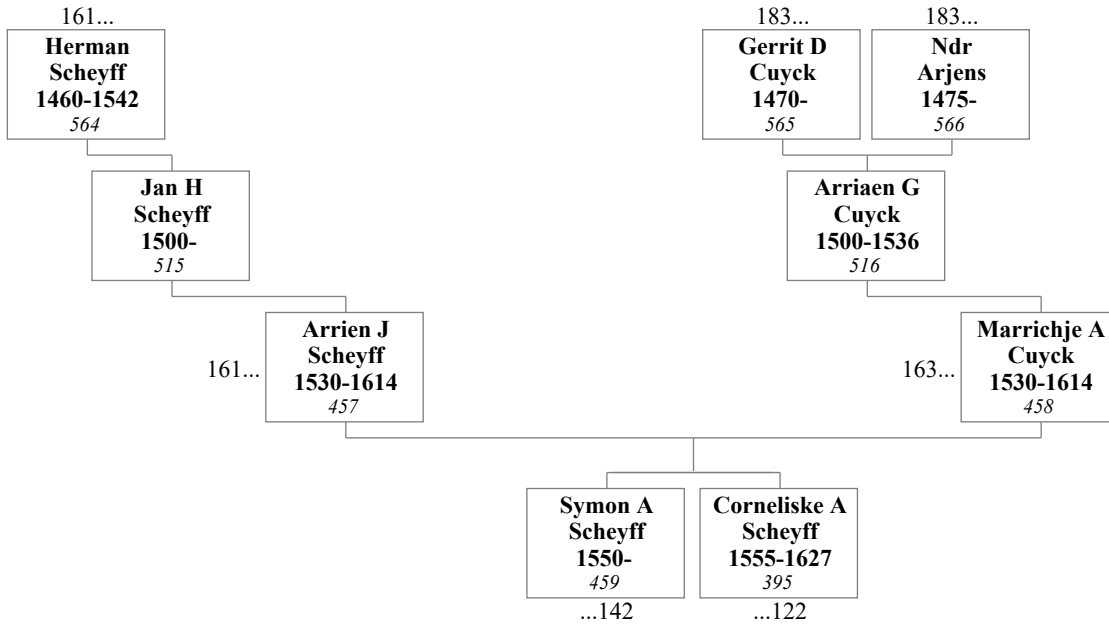 161...
Herman
Scheyff
1460-1542
564
183...
Gerrit D
Cuyck
1470-
565
183...
Ndr
Arjens
1475-
566
Jan H
Scheyff
1500-
515
Arriaen G
Cuyck
1500-1536
516
161...
Arrien J
Scheyff
1530-1614
457
163...
Marrichje A
Cuyck
1530-1614
458
Symon A
Scheyff
1550-
459
...142
Corneliske A
Scheyff
1555-1627
395
...122